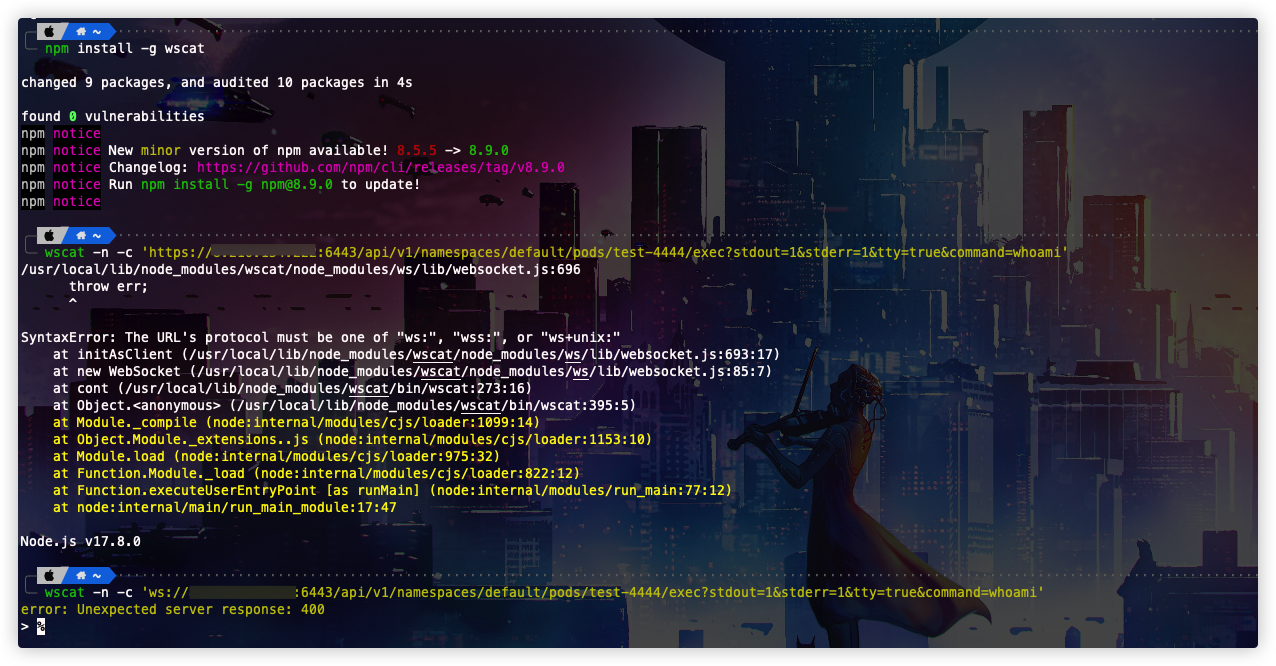 ~
npm install -g wscat
changed 9 packages, and audited 10 packages in 4s
found 0 vulnerabilities
npm notice
npm notice New minor version of npm available! 8.5.5 -> 8.9.0
npm notice Changelog: https://github.com/npm/cli/releases/tag/v8.9.0
npm notice Run npm install -g npm@8.9.0 to update!
npm notice
~
wscat -n -c 'https:// :6443/api/v1/namespaces/default/pods/test-4444/exec?stdout=1&stderr=1&tty=true&command=whoami'
/usr/local/lib/node_modules/wscat/node_modules/ws/lib/websocket.js:696
throw err;
^
SyntaxError: The URL's protocol must be one of "ws:", "wss:", or "ws+unix:"
at initAsClient (/usr/local/lib/node_modules/wscat/node_modules/ws/lib/websocket.js:693:17)
at new WebSocket (/usr/local/lib/node_modules/wscat/node_modules/ws/lib/websocket.js:85:7)
at cont (/usr/local/lib/node_modules/wscat/bin/wscat:273:16)
at Object.<anonymous> (/usr/local/lib/node_modules/wscat/bin/wscat:395:5)
at Module._compile (node:internal/modules/cjs/loader:1099:14)
at Object.Module._extensions..js (node:internal/modules/cjs/loader:1153:10)
at Module.load (node:internal/modules/cjs/loader:975:32)
at Function.Module._load (node:internal/modules/cjs/loader:822:12)
at Function.executeUserEntryPoint [as runMain] (node:internal/modules/run_main:77:12)
at node:internal/main/run_main_module:17:47
Node.js v17.8.0
~
wscat -n -c 'ws:// :6443/api/v1/namespaces/default/pods/test-4444/exec?stdout=1&stderr=1&tty=true&command=whoami'
error: Unexpected server response: 400
> %